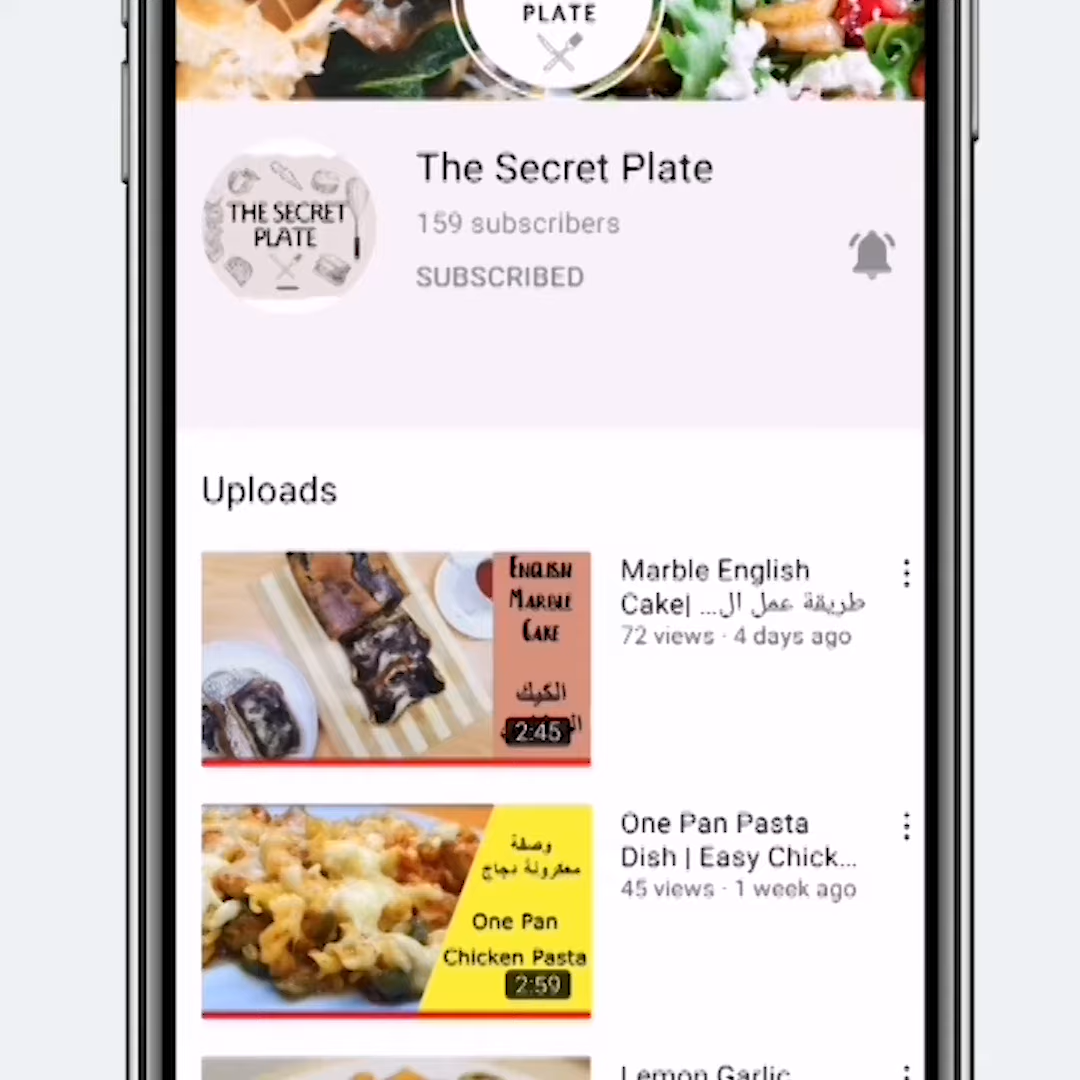 PLATE
THE SECRET
PLATE
The Secret Plate
159 subscribers
SUBSCRIBED
Uploads
ENGLISH
MARBLE
CAKE
الكيك
2:45
Marble English
Cake| طريقة عمل ال...
72 views · 4 days ago
وصفة
معكرونة دجاج
One Pan
Chicken Pasta
2:59
One Pan Pasta
Dish | Easy Chick...
45 views · 1 week ago
Lemon Garlic